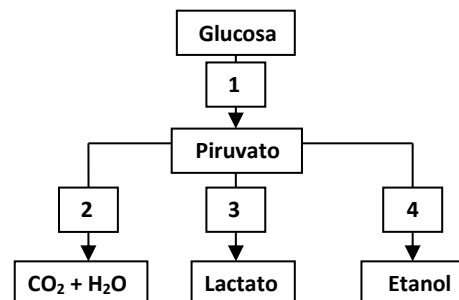 Glucosa
1
Piruvato
2 3 4
CO₂ + H₂O Lactato Etanol